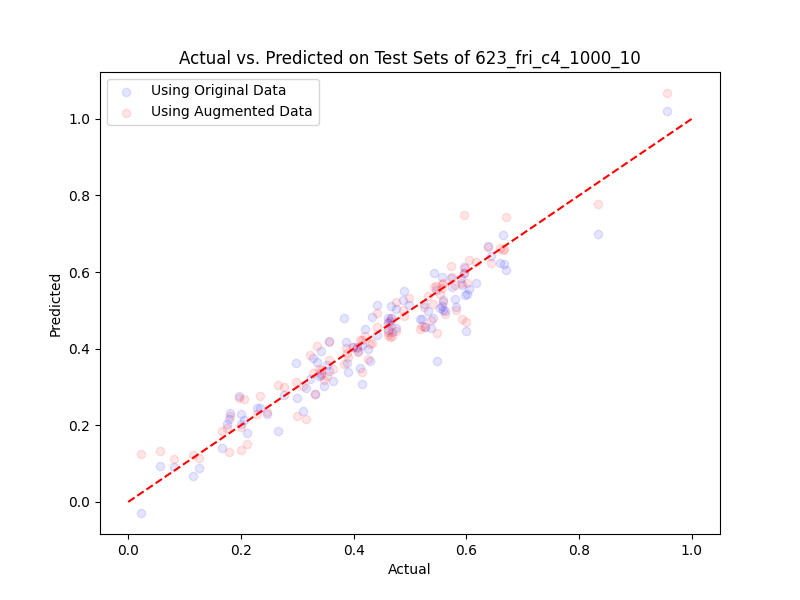 Actual vs. Predicted on Test Sets of 623_fri_c4_1000_10
Using Original Data
Using Augmented Data
1.0
0.8
0.6
0.4
0.2
0.0
Predicted
0.0 0.2 0.4 0.6 0.8 1.0
Actual